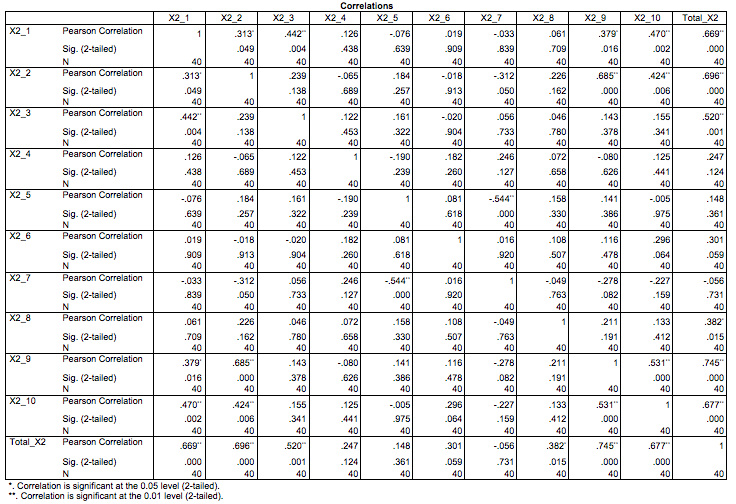 Correlations
X2_1 X2_2 X2_3 X2_4 X2_5 X2_6 X2_7 X2_8 X2_9 X2_10 Total_X2
X2_1 Pearson Correlation 1 .313* .442** .126 -.076 .019 -.033 .061 .379* .470** .669**
Sig. (2-tailed) .049 .004 .438 .639 .909 .839 .709 .016 .002 .000
N 40 40 40 40 40 40 40 40 40 40 40
X2_2 Pearson Correlation .313* 1 .239 -.065 .184 -.018 -.312 .226 .685** .424** .696**
Sig. (2-tailed) .049 .138 .689 .257 .913 .050 .162 .000 .006 .000
N 40 40 40 40 40 40 40 40 40 40 40
X2_3 Pearson Correlation .442** .239 1 .122 .161 -.020 .056 .046 .143 .155 .520**
Sig. (2-tailed) .004 .138 .453 .322 .904 .733 .780 .378 .341 .001
N 40 40 40 40 40 40 40 40 40 40 40
X2_4 Pearson Correlation .126 -.065 .122 1 -.190 .182 .246 .072 -.080 .125 .247
Sig. (2-tailed) .438 .689 .453 .239 .260 .127 .658 .626 .441 .124
N 40 40 40 40 40 40 40 40 40 40 40
X2_5 Pearson Correlation -.076 .184 .161 -.190 1 .081 -.544** .158 .141 -.005 .148
Sig. (2-tailed) .639 .257 .322 .239 .618 .000 .330 .386 .975 .361
N 40 40 40 40 40 40 40 40 40 40 40
X2_6 Pearson Correlation .019 -.018 -.020 .182 .081 1 .016 .108 .116 .296 .301
Sig. (2-tailed) .909 .913 .904 .260 .618 .920 .507 .478 .064 .059
N 40 40 40 40 40 40 40 40 40 40 40
X2_7 Pearson Correlation -.033 -.312 .056 .246 -.544** .016 1 -.049 -.278 -.227 -.056
Sig. (2-tailed) .839 .050 .733 .127 .000 .920 .763 .082 .159 .731
N 40 40 40 40 40 40 40 40 40 40 40
X2_8 Pearson Correlation .061 .226 .046 .072 .158 .108 -.049 1 .211 .133 .382*
Sig. (2-tailed) .709 .162 .780 .658 .330 .507 .763 .191 .412 .015
N 40 40 40 40 40 40 40 40 40 40 40
X2_9 Pearson Correlation .379* .685** .143 -.080 .141 .116 -.278 .211 1 .531** .745**
Sig. (2-tailed) .016 .000 .378 .626 .386 .478 .082 .191 .000 .000
N 40 40 40 40 40 40 40 40 40 40 40
X2_10 Pearson Correlation .470** .424** .155 .125 -.005 .296 -.227 .133 .531** 1 .677**
Sig. (2-tailed) .002 .006 .341 .441 .975 .064 .159 .412 .000 .000
N 40 40 40 40 40 40 40 40 40 40 40
Total_X2 Pearson Correlation .669** .696** .520** .247 .148 .301 -.056 .382* .745** .677** 1
Sig. (2-tailed) .000 .000 .001 .124 .361 .059 .731 .015 .000 .000
N 40 40 40 40 40 40 40 40 40 40 40
*. Correlation is significant at the 0.05 level (2-tailed).
**. Correlation is significant at the 0.01 level (2-tailed).